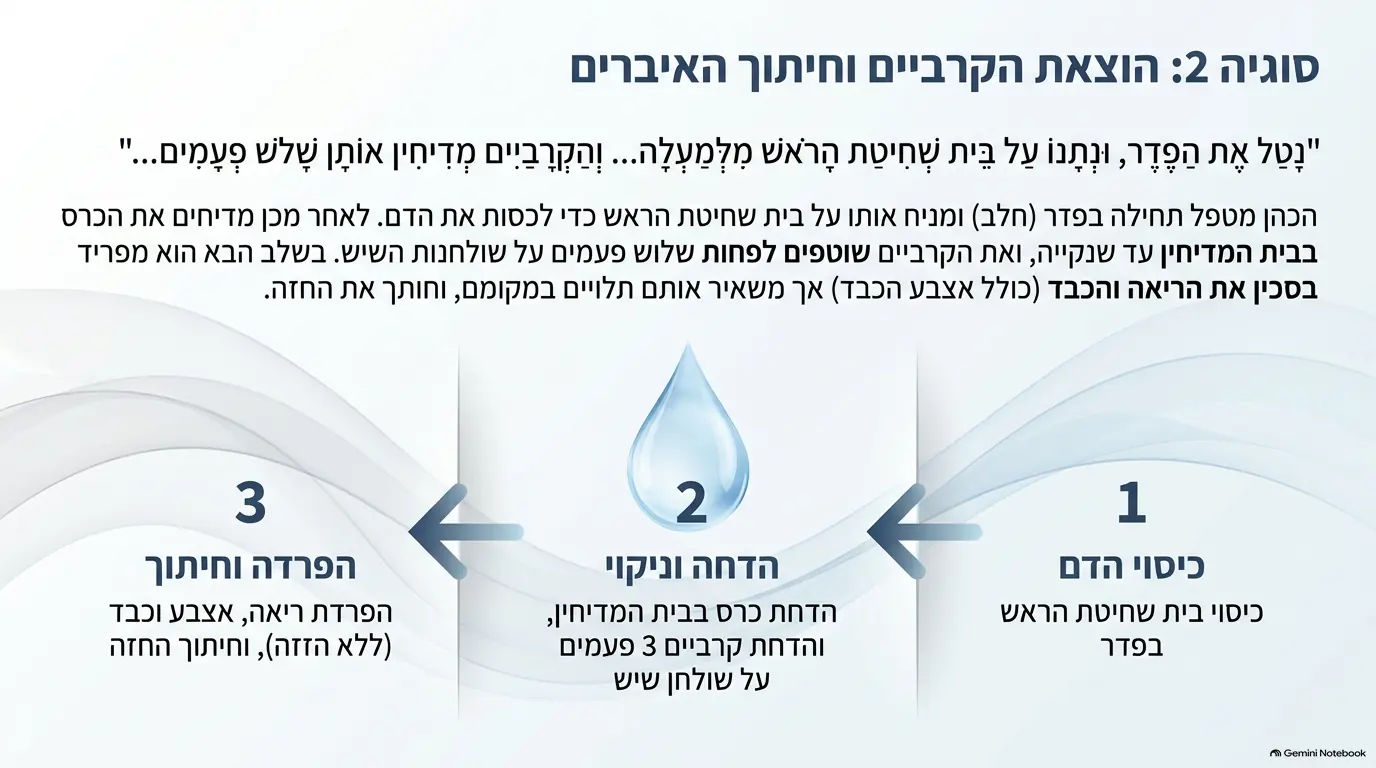 סוגיה 2: הוצאת הקרביים וחיתוך האיברים
"נָטַל אֶת הַפֶּדֶר, וּנְתָנוֹ עַל בֵּית שְׁחִיטַת הָרֹאשׁ מִלְּמַעְלָה... וְהַקְּרָבַיִים מְדִיחִין אוֹתָן שָׁלֹשׁ פְּעָמִים..."
הכהן מטפל תחילה בפדר (חלב) ומניח אותו על בית שחיטת הראש כדי לכסות את הדם. לאחר מכן מדיחים את הכרס
בבית המדיחין עד שנקייה, ואת הקרביים שוטפים לפחות שלוש פעמים על שולחנות השיש. בשלב הבא הוא מפריד
בסכין את הריאה והכבד (כולל אצבע הכבד) אך משאיר אותם תלויים במקומם, וחותך את החזה.
1
כיסוי הדם
כיסוי בית שחיטת הראש
בפדר
2
הדחה וניקוי
הדחת כרס בבית המדיחין,
והדחת קרביים 3 פעמים
על שולחן שיש
3
הפרדה וחיתוך
הפרדת ריאה, אצבע וכבד
(ללא הזזה), וחיתוך החזה
Gemini Notebook